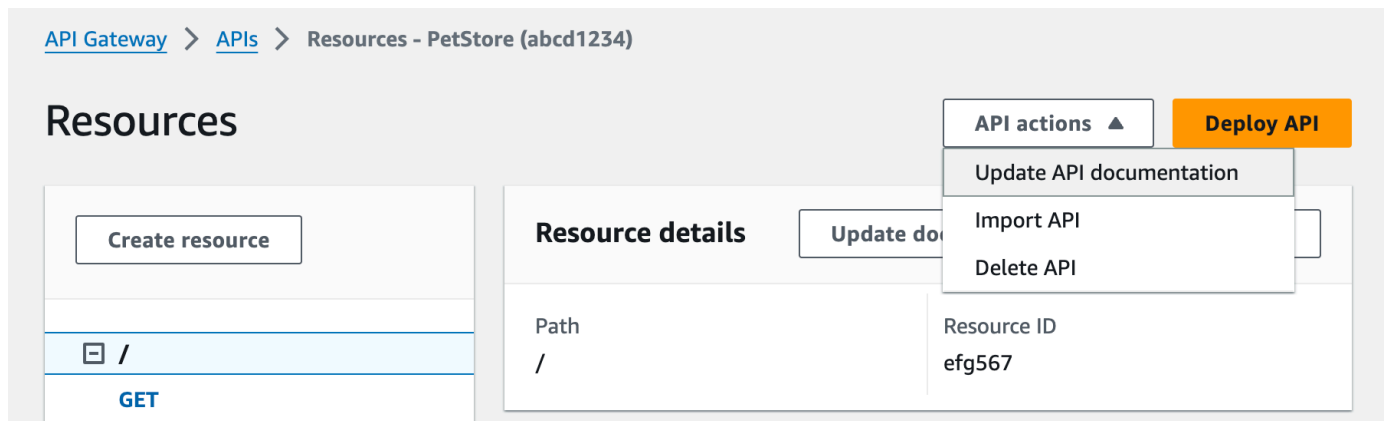 API Gateway > APIs > Resources - PetStore (abcd1234)
Resources
API actions ▲
Deploy API
Update API documentation
Import API
Delete API
Create resource
Resource details
Update do
Path
/
Resource ID
efg567
/
GET